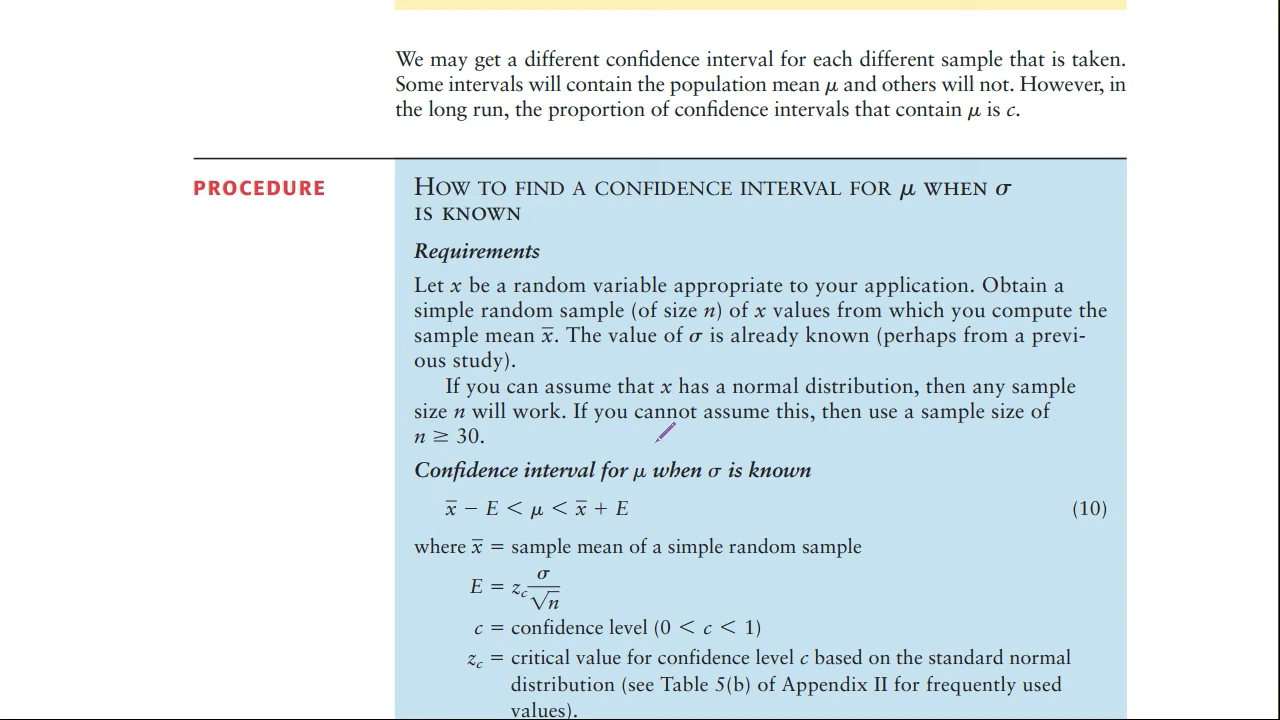 We may get a different confidence interval for each different sample that is taken.
Some intervals will contain the population mean μ and others will not. However, in
the long run, the proportion of confidence intervals that contain μ is c.
PROCEDURE
HOW TO FIND A CONFIDENCE INTERVAL FOR μ WHEN σ
IS KNOWN
Requirements
Let x be a random variable appropriate to your application. Obtain a
simple random sample (of size n) of x values from which you compute the
sample mean x̅. The value of σ is already known (perhaps from a previ-
ous study).
If you can assume that x has a normal distribution, then any sample
size n will work. If you cannot assume this, then use a sample size of
n ≥ 30.
Confidence interval for μ when σ is known
x̅ − E < μ < x̅ + E (10)
where x̅ = sample mean of a simple random sample
E = z_c σ/√n
c = confidence level (0 < c < 1)
z_c = critical value for confidence level c based on the standard normal
distribution (see Table 5(b) of Appendix II for frequently used
values).